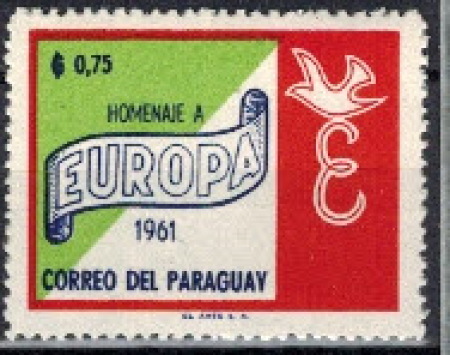 ₲ 0,75
HOMENAJE A
EUROPA
1961
CORREO DEL PARAGUAY
E